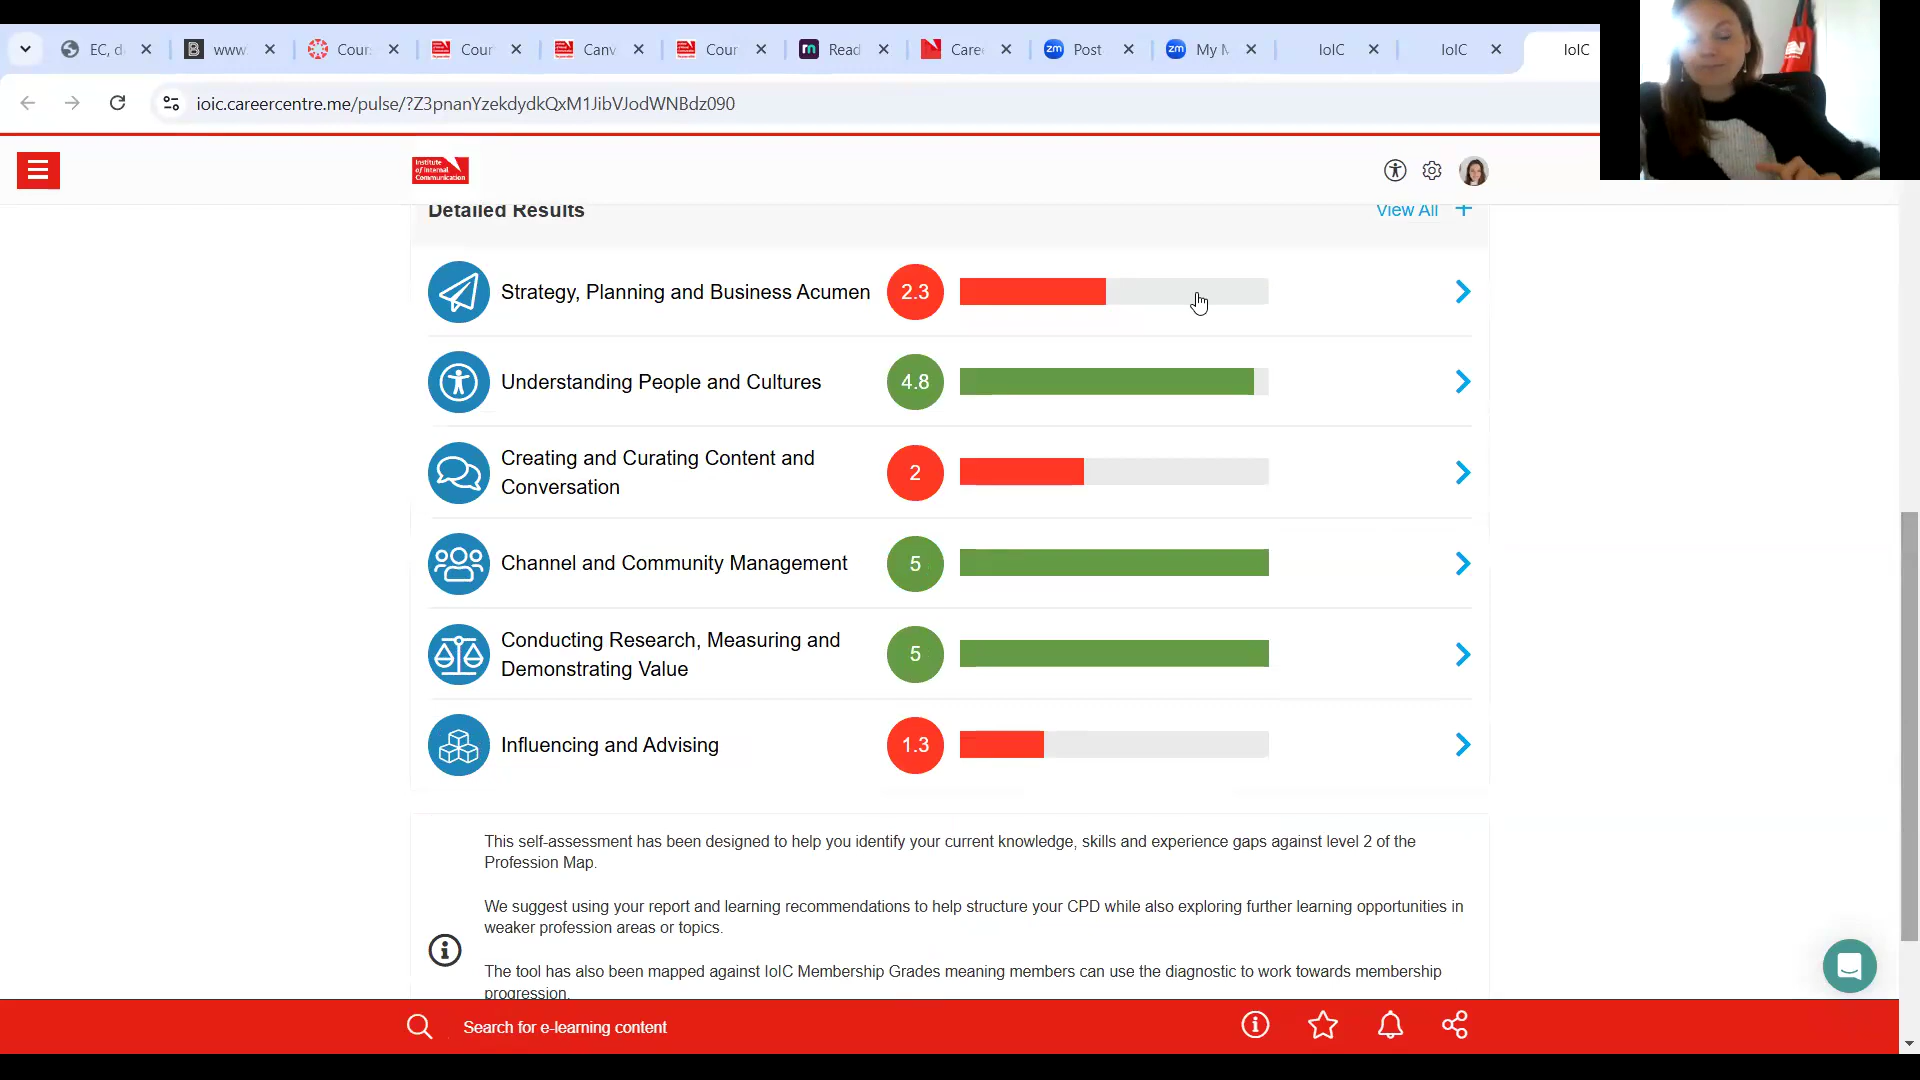 EC, d
www.
Cour
Cour
Canv
Cour
Read
Care
Post
My M
IoIC
IoIC
IoIC
ioic.careercentre.me/pulse/?Z3pnanYzekdydkQxM1JibVJodWNBdz090
Institute
of Internal
Communication
Detailed Results
View All +
Strategy, Planning and Business Acumen
2.3
Understanding People and Cultures
4.8
Creating and Curating Content and
Conversation
2
Channel and Community Management
5
Conducting Research, Measuring and
Demonstrating Value
5
Influencing and Advising
1.3
This self-assessment has been designed to help you identify your current knowledge, skills and experience gaps against level 2 of the
Profession Map.
We suggest using your report and learning recommendations to help structure your CPD while also exploring further learning opportunities in
weaker profession areas or topics.
The tool has also been mapped against IoIC Membership Grades meaning members can use the diagnostic to work towards membership
progression.
Search for e-learning content